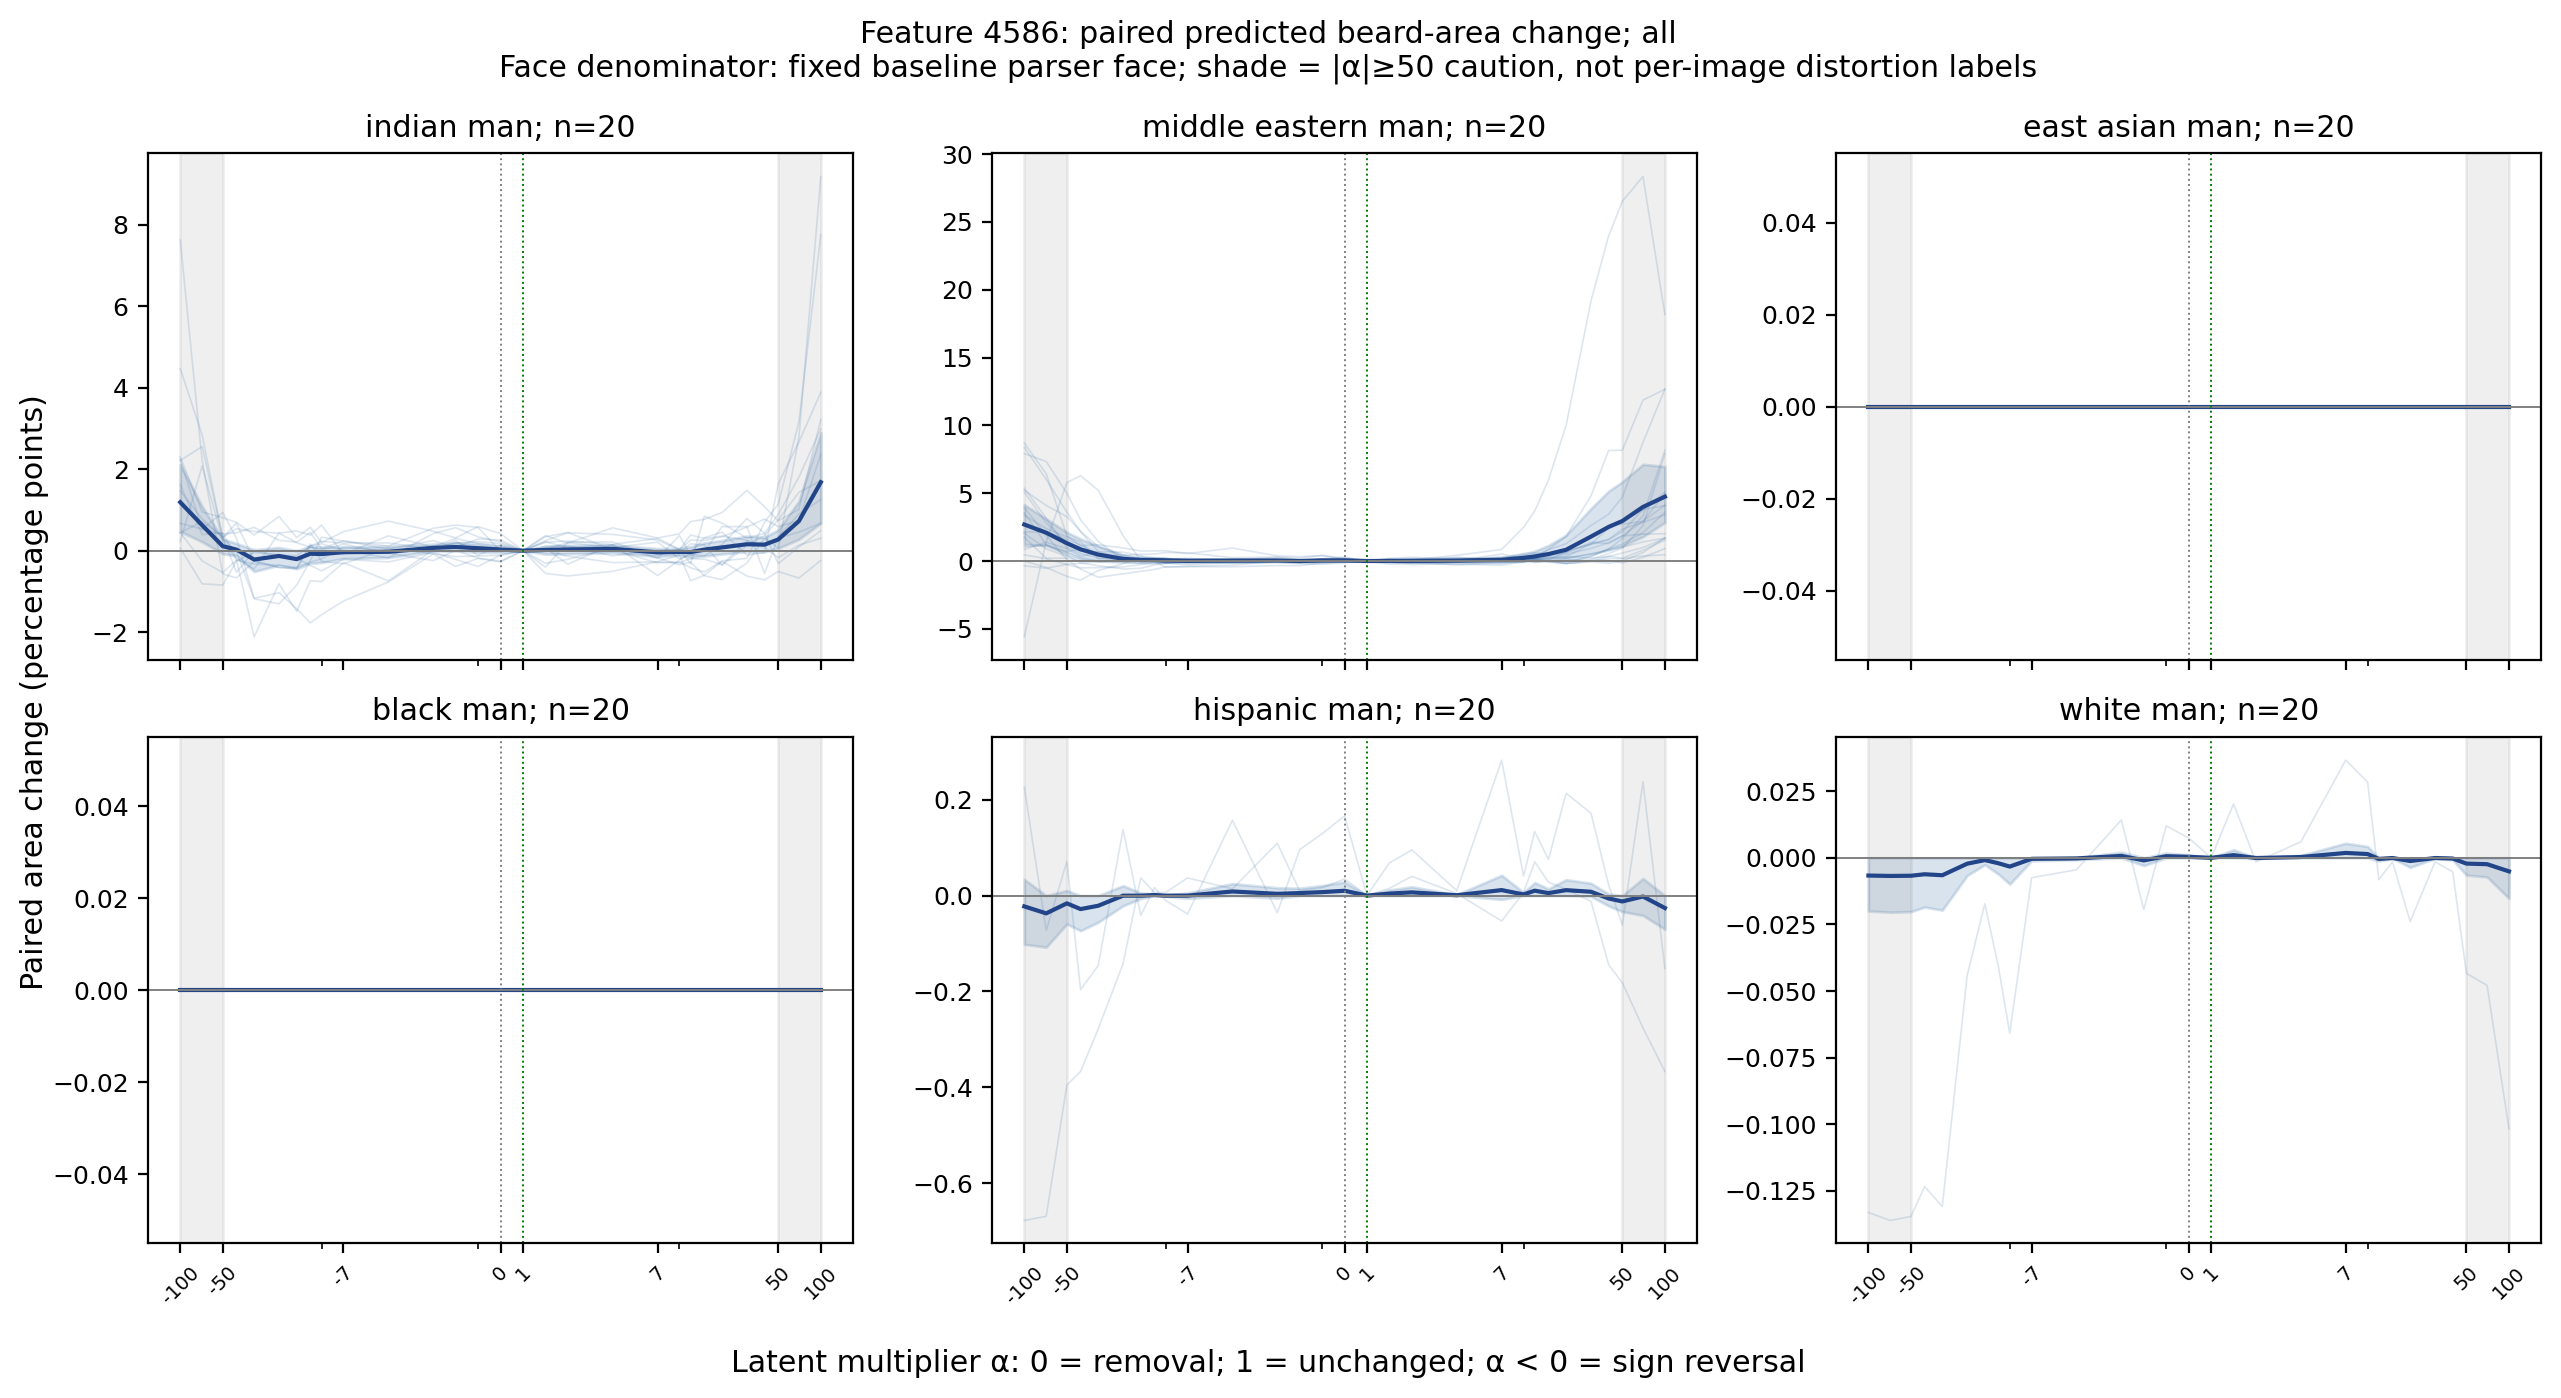 Feature 4586: paired predicted beard-area change; all
Face denominator: fixed baseline parser face; shade = |α|≥50 caution, not per-image distortion labels
Paired area change (percentage points)
indian man; n=20
8
6
4
2
0
−2
middle eastern man; n=20
30
25
20
15
10
5
0
−5
east asian man; n=20
0.04
0.02
0.00
−0.02
−0.04
black man; n=20
0.04
0.02
0.00
−0.02
−0.04
-100 -50 -7 0 1 7 50 100
hispanic man; n=20
0.2
0.0
−0.2
−0.4
−0.6
-100 -50 -7 0 1 7 50 100
white man; n=20
0.025
0.000
−0.025
−0.050
−0.075
−0.100
−0.125
-100 -50 -7 0 1 7 50 100
Latent multiplier α: 0 = removal; 1 = unchanged; α < 0 = sign reversal